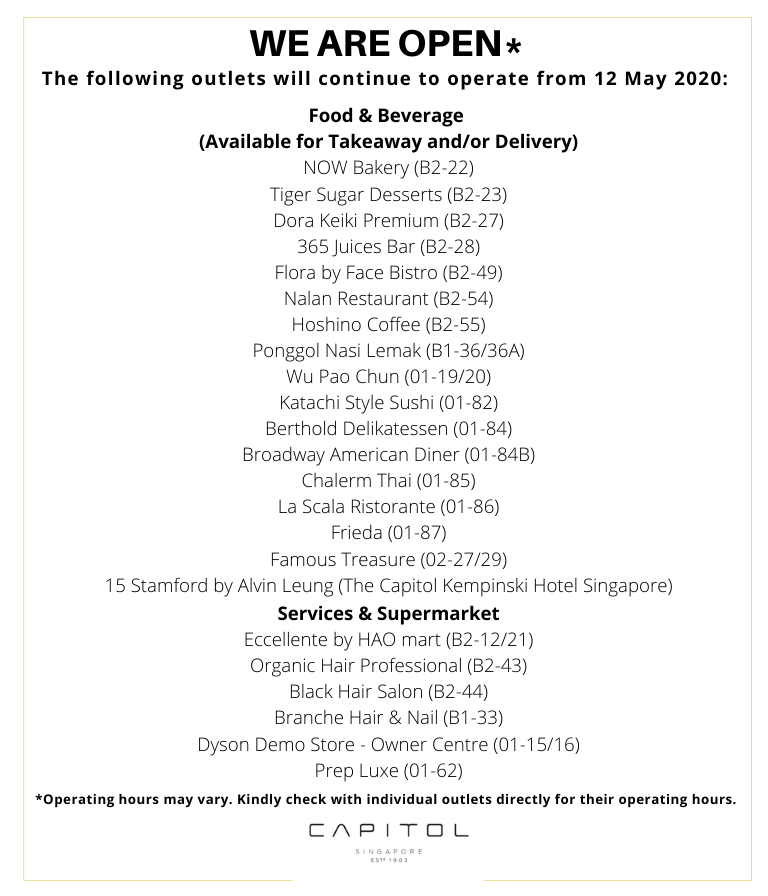 WE ARE OPEN*
The following outlets will continue to operate from 12 May 2020:
Food & Beverage
(Available for Takeaway and/or Delivery)
NOW Bakery (B2-22)
Tiger Sugar Desserts (B2-23)
Dora Keiki Premium (B2-27)
365 Juices Bar (B2-28)
Flora by Face Bistro (B2-49)
Nalan Restaurant (B2-54)
Hoshino Coffee (B2-55)
Ponggol Nasi Lemak (B1-36/36A)
Wu Pao Chun (01-19/20)
Katachi Style Sushi (01-82)
Berthold Delikatessen (01-84)
Broadway American Diner (01-84B)
Chalerm Thai (01-85)
La Scala Ristorante (01-86)
Frieda (01-87)
Famous Treasure (02-27/29)
15 Stamford by Alvin Leung (The Capitol Kempinski Hotel Singapore)
Services & Supermarket
Eccellente by HAO mart (B2-12/21)
Organic Hair Professional (B2-43)
Black Hair Salon (B2-44)
Branche Hair & Nail (B1-33)
Dyson Demo Store - Owner Centre (01-15/16)
Prep Luxe (01-62)
*Operating hours may vary. Kindly check with individual outlets directly for their operating hours.
CAPITOL
SINGAPORE
ESTD 1903